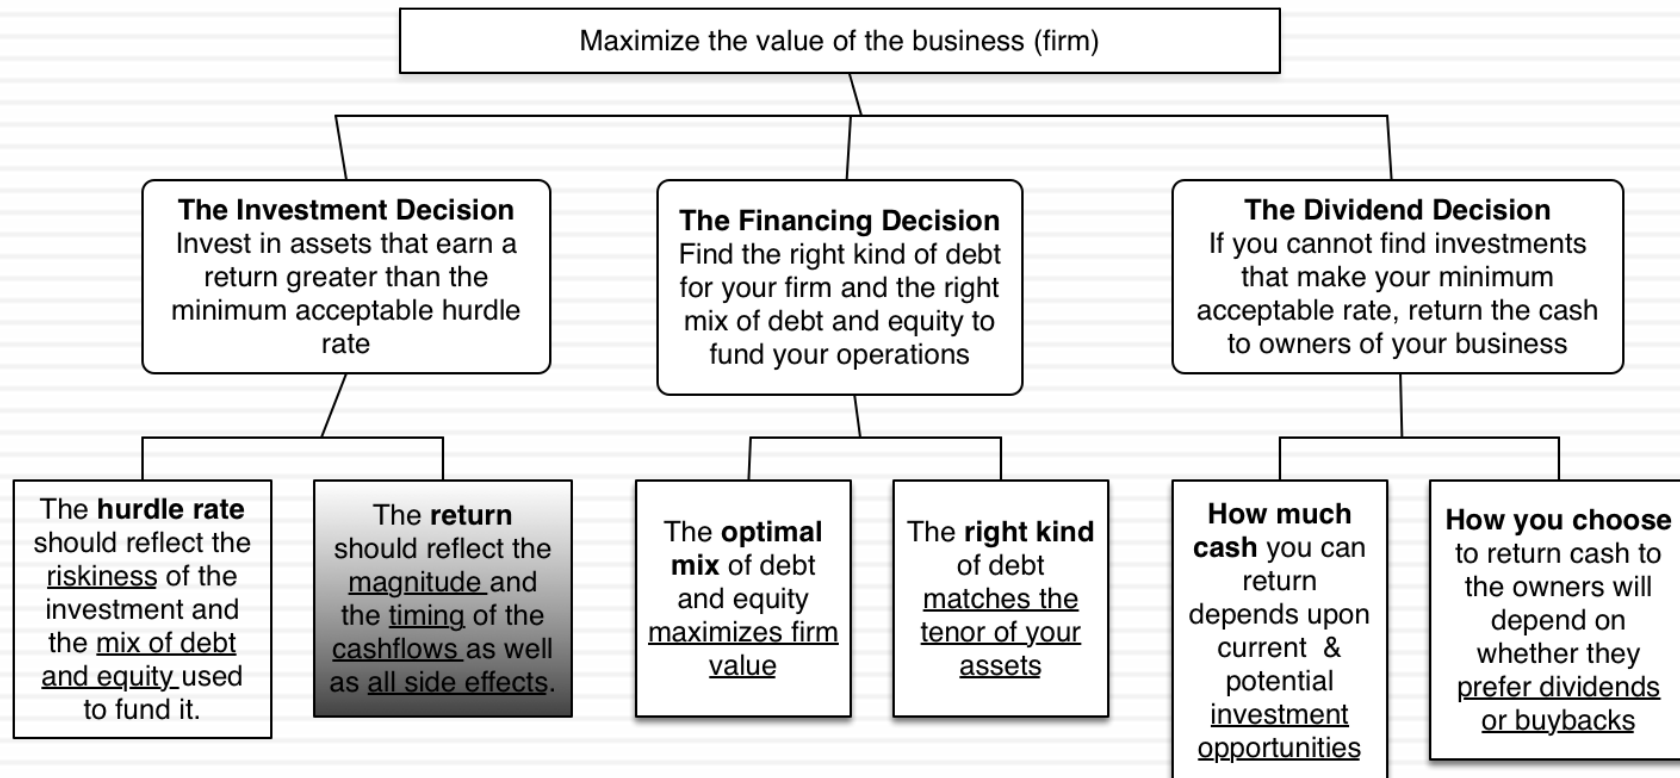 Maximize the value of the business (firm)
The Investment Decision
Invest in assets that earn a
return greater than the
minimum acceptable hurdle
rate
The Financing Decision
Find the right kind of debt
for your firm and the right
mix of debt and equity to
fund your operations
The Dividend Decision
If you cannot find investments
that make your minimum
acceptable rate, return the cash
to owners of your business
The hurdle rate
should reflect the
riskiness of the
investment and
the mix of debt
and equity used
to fund it.
The return
should reflect the
magnitude and
the timing of the
cashflows as well
as all side effects.
The optimal
mix of debt
and equity
maximizes firm
value
The right kind
of debt
matches the
tenor of your
assets
How much
cash you can
return
depends upon
current & 
potential
investment
opportunities
How you choose
to return cash to
the owners will
depend on
whether they
prefer dividends
or buybacks